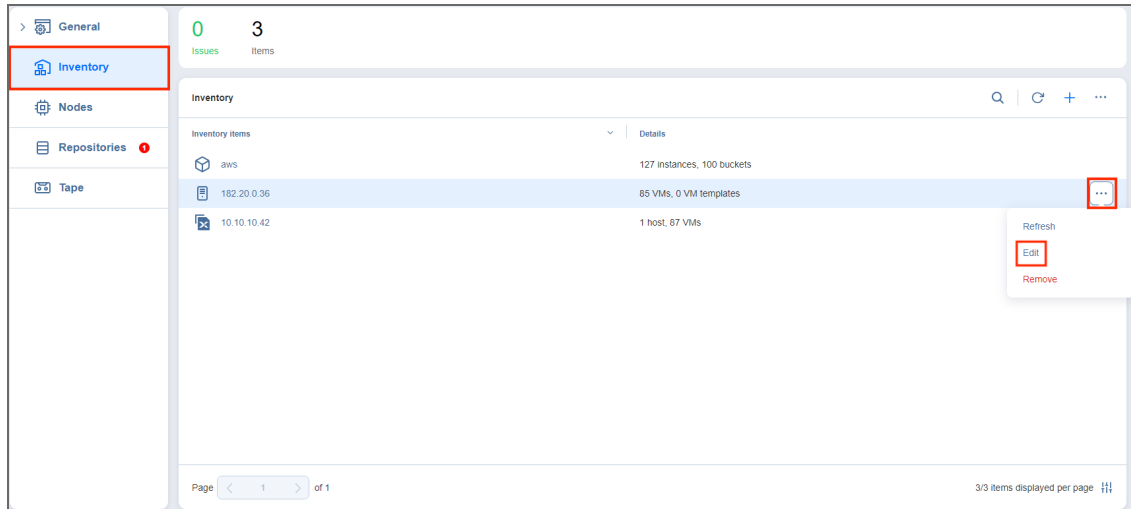 General
Inventory
Nodes
Repositories 1
Tape
0 3
Issues Items
Inventory
Inventory items Details
aws 127 instances, 100 buckets
182.20.0.36 85 VMs, 0 VM templates
10.10.10.42 1 host, 87 VMs
Refresh
Edit
Remove
Page 1 of 1 3/3 items displayed per page